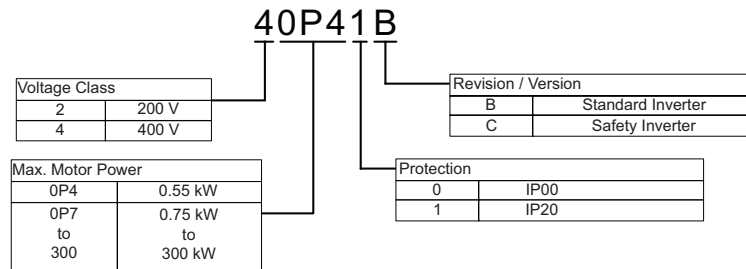 40P41B
Voltage Class
2 200 V
4 400 V
Revision / Version
B Standard Inverter
C Safety Inverter
Max. Motor Power
0P4 0.55 kW
0P7 0.75 kW
to to
300 300 kW
Protection
0 IP00
1 IP20